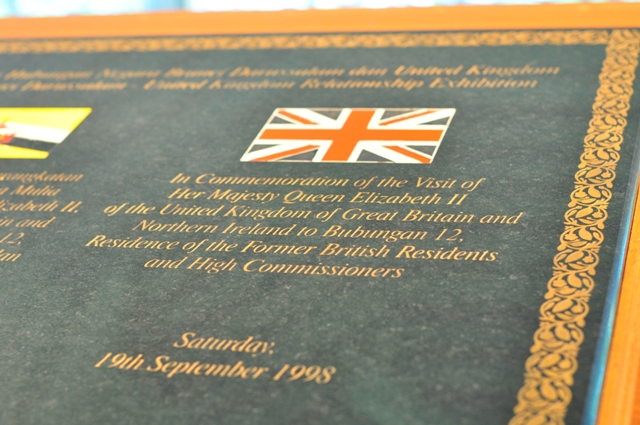 Hubungan Negara Brunei Darussalam dan United Kingdom
Darussalam - United Kingdom Relationship Exhibition
In Commemoration of the Visit of
Her Majesty Queen Elizabeth II
of the United Kingdom of Great Britain and
Northern Ireland to Bubungan 12,
Residence of the Former British Residents
and High Commissioners
Mulia
Elizabeth II,
and
12,
Saturday,
19th September 1998